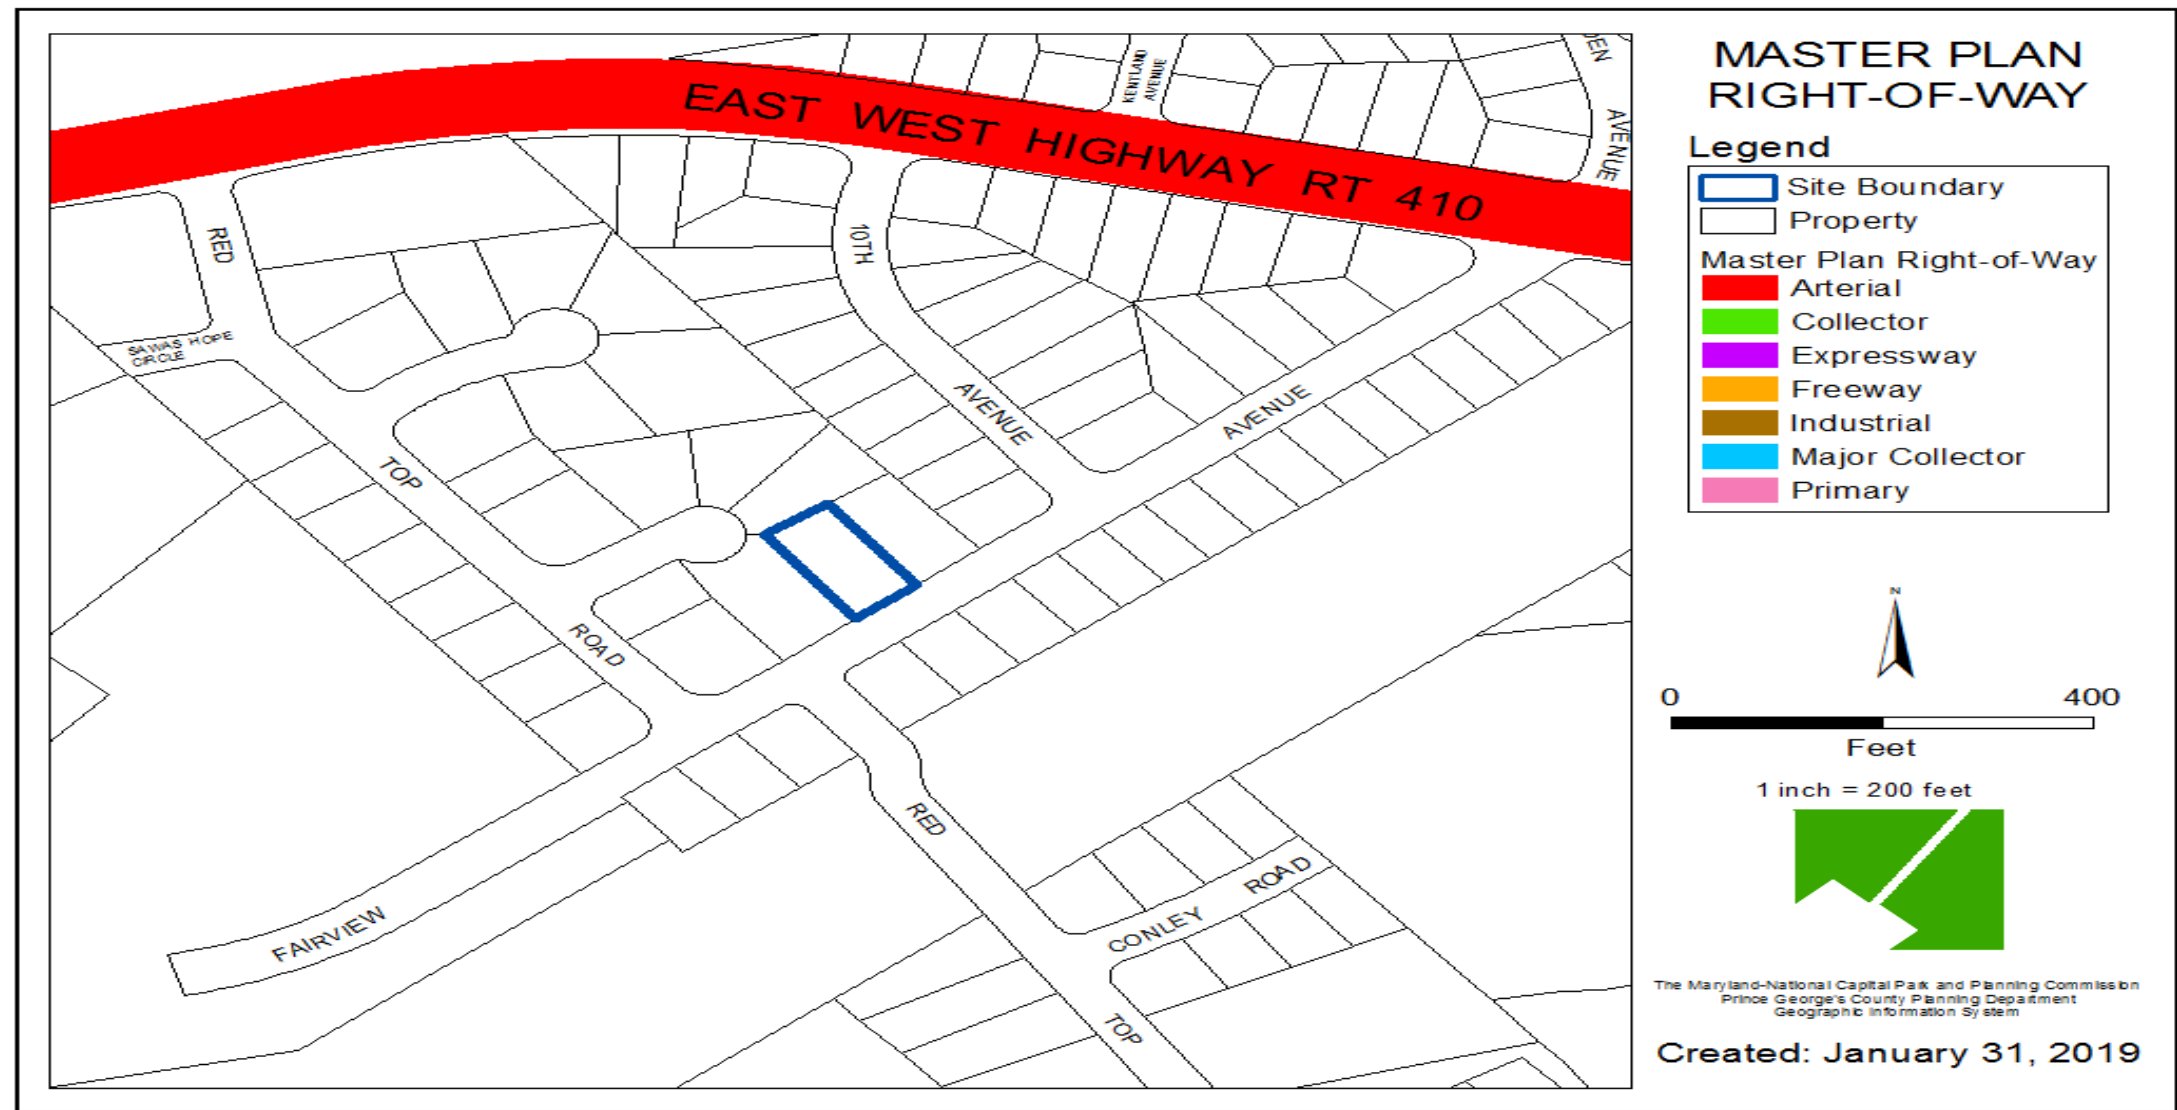 EAST WEST HIGHWAY RT 410
KENTLAND
AVENUE
DEN
AVENUE
RED
10TH
SAWAS HOPE
CIRCLE
AVENUE
AVENUE
TOP
ROAD
RED
FAIRVIEW
CONLEY ROAD
TOP
MASTER PLAN
RIGHT-OF-WAY
Legend
Site Boundary
Property
Master Plan Right-of-Way
Arterial
Collector
Expressway
Freeway
Industrial
Major Collector
Primary
N
0 400
Feet
1 inch = 200 feet
The Maryland-National Capital Park and Planning Commission
Prince George's County Planning Department
Geographic Information System
Created: January 31, 2019